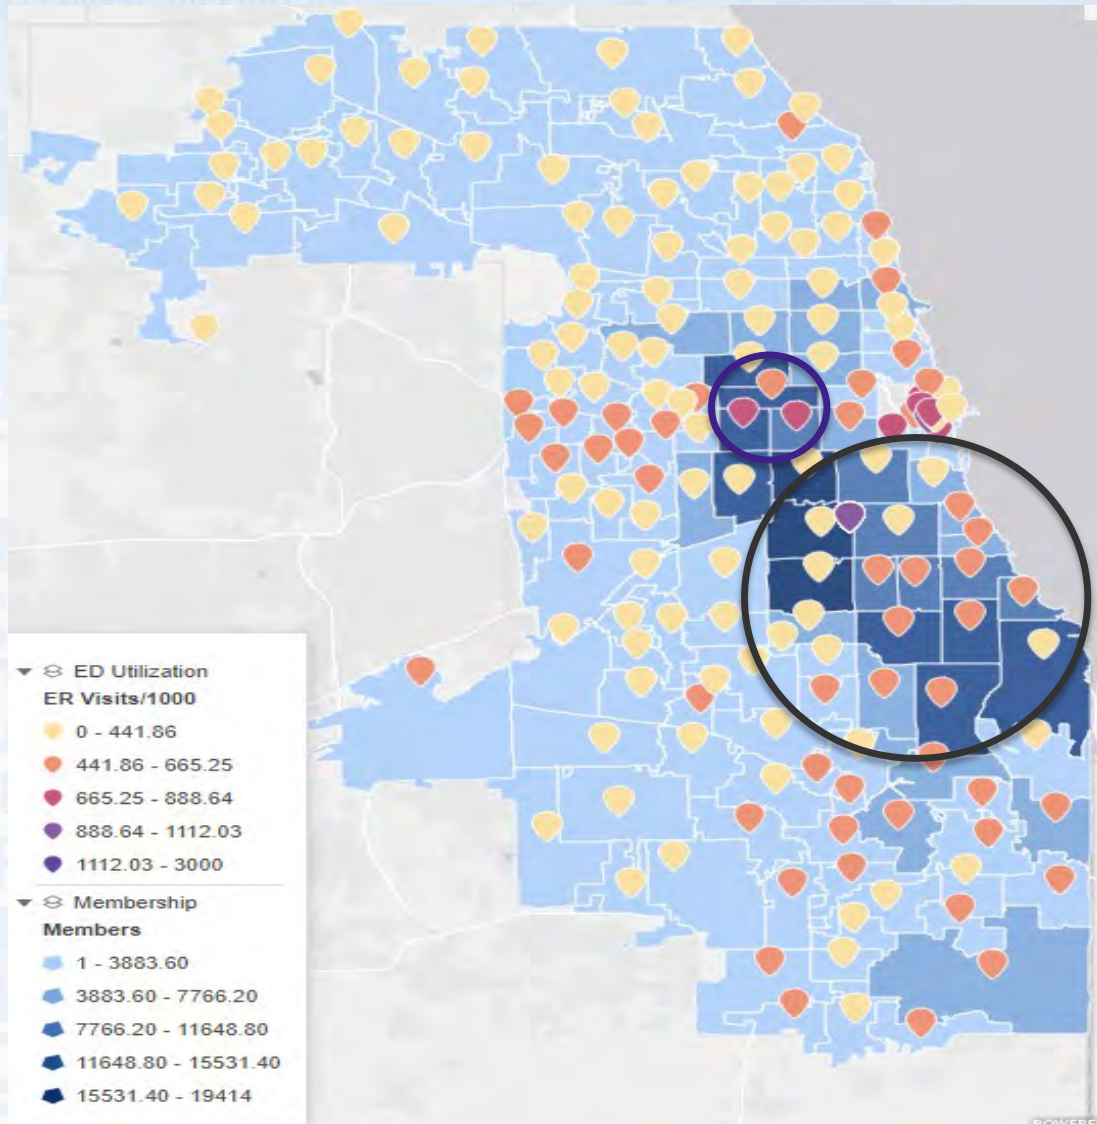 ED Utilization
ER Visits/1000
0 - 441.86
441.86 - 665.25
665.25 - 888.64
888.64 - 1112.03
1112.03 - 3000
Membership
Members
1 - 3883.60
3883.60 - 7766.20
7766.20 - 11648.80
11648.80 - 15531.40
15531.40 - 19414